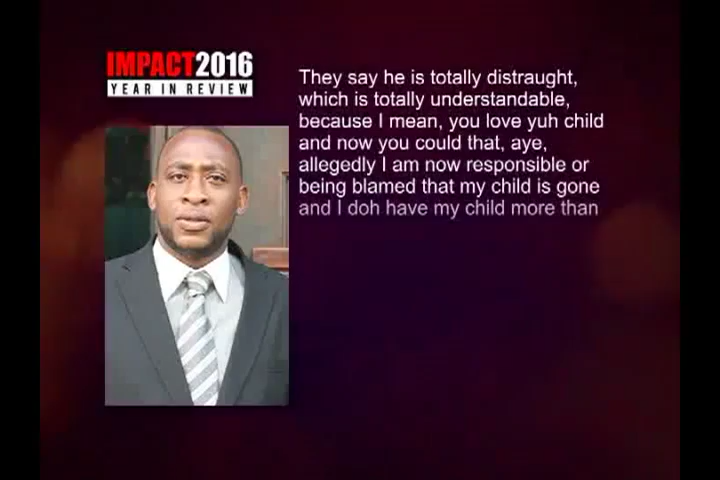 IMPACT2016
YEAR IN REVIEW
They say he is totally distraught,
which is totally understandable,
because I mean, you love yuh child
and now you could that, aye,
allegedly I am now responsible or
being blamed that my child is gone
and I doh have my child more than